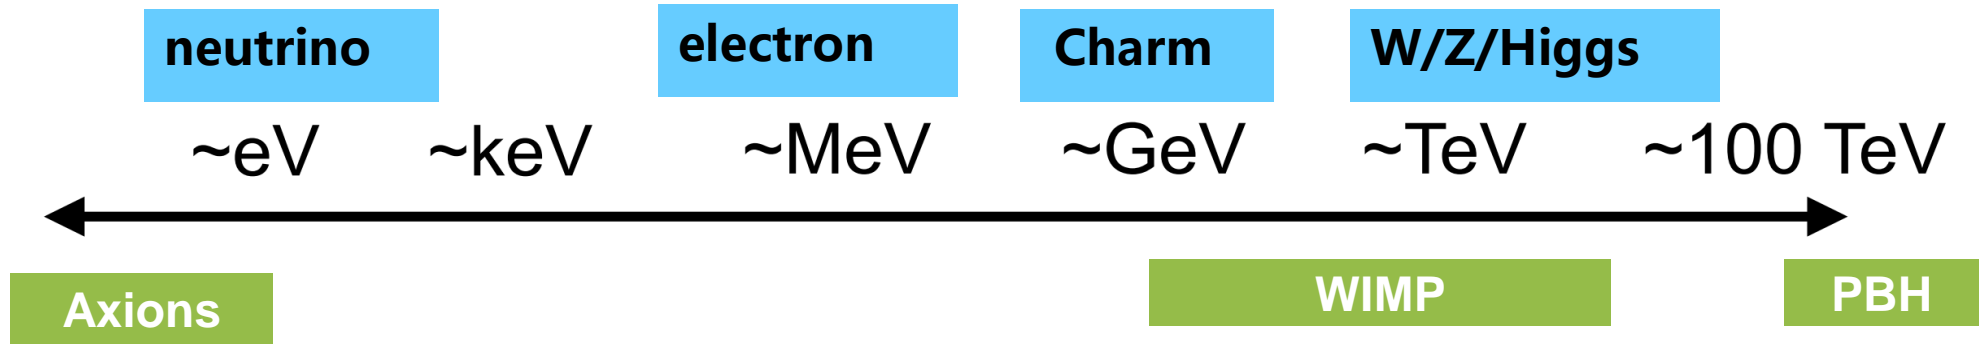 neutrino electron Charm W/Z/Higgs
~eV ~keV ~MeV ~GeV ~TeV ~100 TeV
Axions WIMP PBH